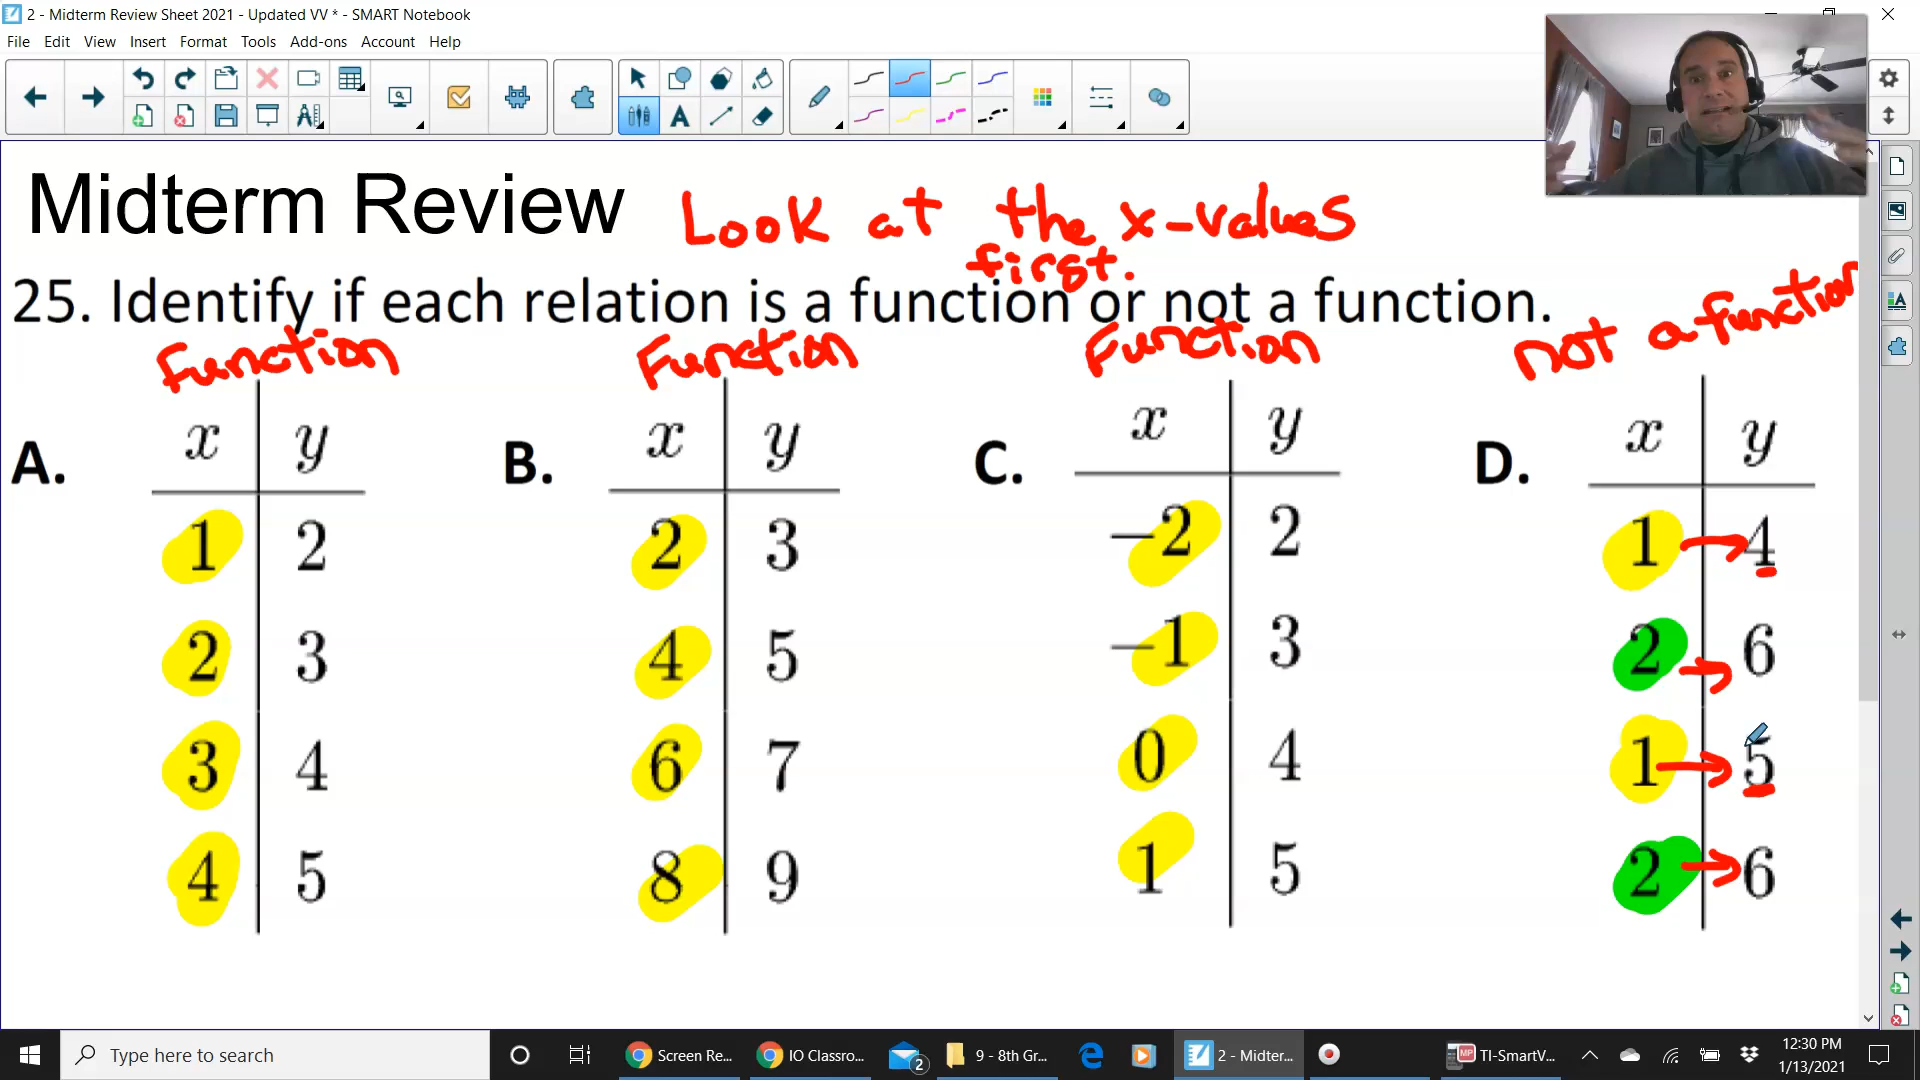 2 - Midterm Review Sheet 2021 - Updated VV * - SMART Notebook
File Edit View Insert Format Tools Add-ons Account Help
Midterm Review
Look at the x-values
first.
25. Identify if each relation is a function or not a function.
Function Function Function not a function
A. x y B. x y C. x y D. x y
1 2 2 3 -2 2 1 4
2 3 4 5 -1 3 2 6
3 4 6 7 0 4 1 5
4 5 8 9 1 5 2 6
Type here to search
Screen Re...
IO Classro...
2
9 - 8th Gr...
2 - Midter...
TI-SmartV...
12:30 PM
1/13/2021